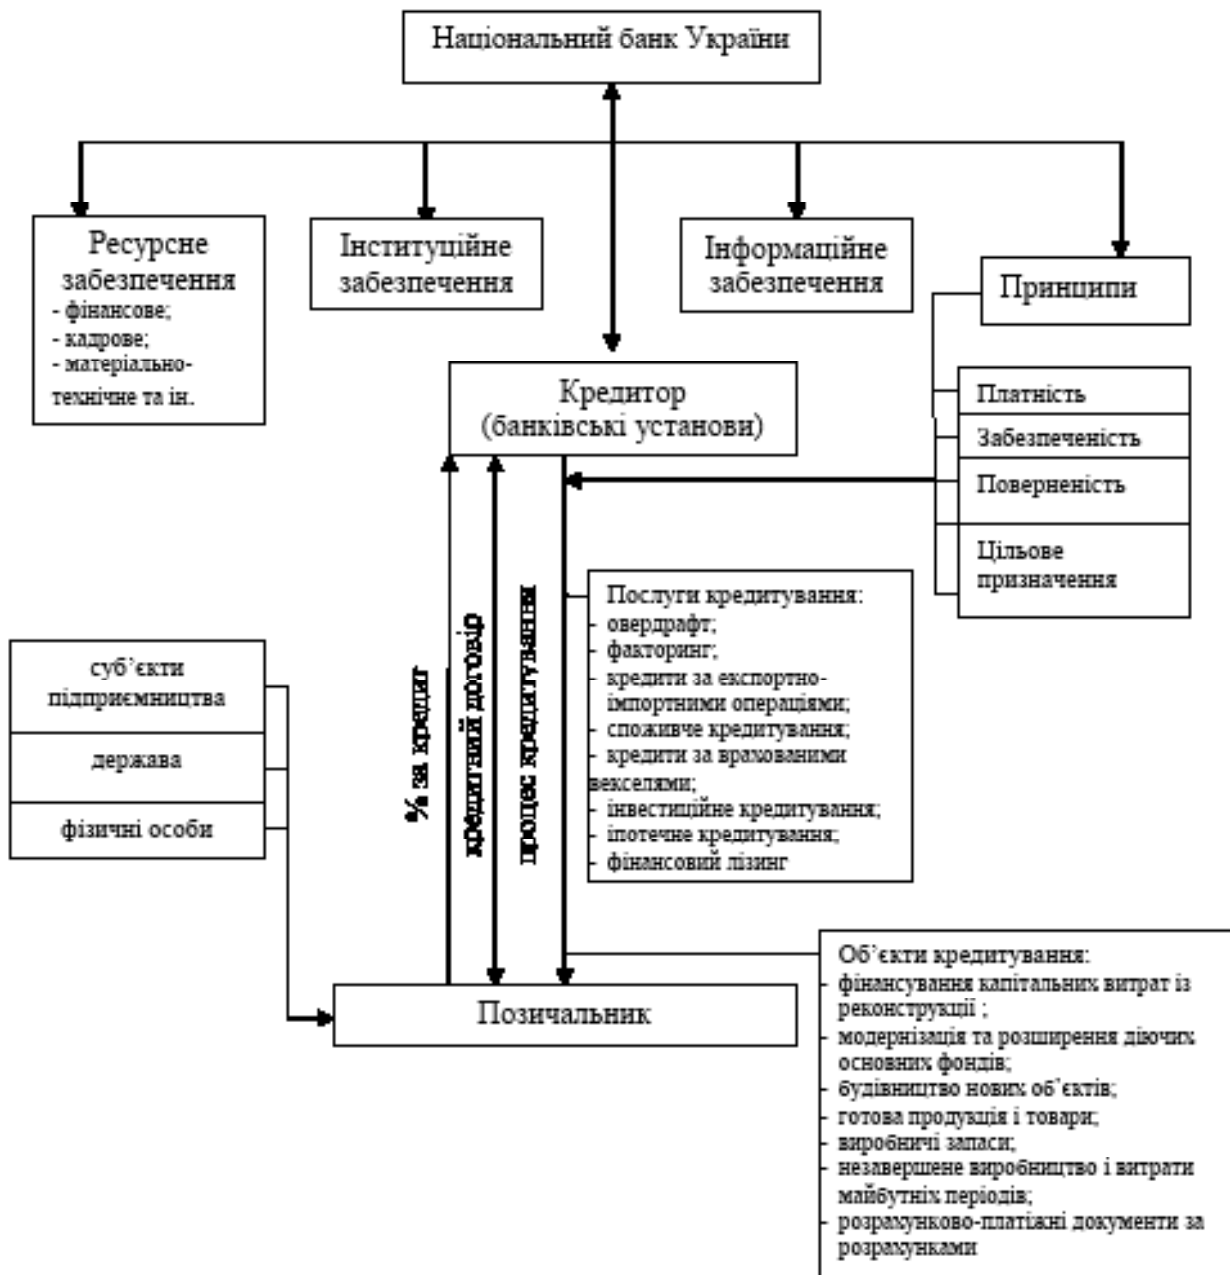 Національний банк України
Ресурсне
забезпечення
- фінансове;
- кадрове;
- матеріально-
технічне та ін.
Інституційне
забезпечення
Інформаційне
забезпечення
Принципи
Кредитор
(банківські установи)
Платність
Забезпеченість
Поверненість
Цільове
призначення
% за кредит
кредитний договір
процес кредитування
Послуги кредитування:
- овердрафт;
- факторинг;
- кредити за експортно-
імпортними операціями;
- споживче кредитування;
- кредити за врахованими
векселями;
- інвестиційне кредитування;
- іпотечне кредитування;
- фінансовий лізинг
суб’єкти
підприємництва
держава
фізичні особи
Позичальник
Об’єкти кредитування:
- фінансування капітальних витрат із
реконструкції ;
- модернізація та розширення діючих
основних фондів;
- будівництво нових об’єктів;
- готова продукція і товари;
- виробничі запаси;
- незавершене виробництво і витрати
майбутніх періодів;
- розрахунково-платіжні документи за
розрахунками